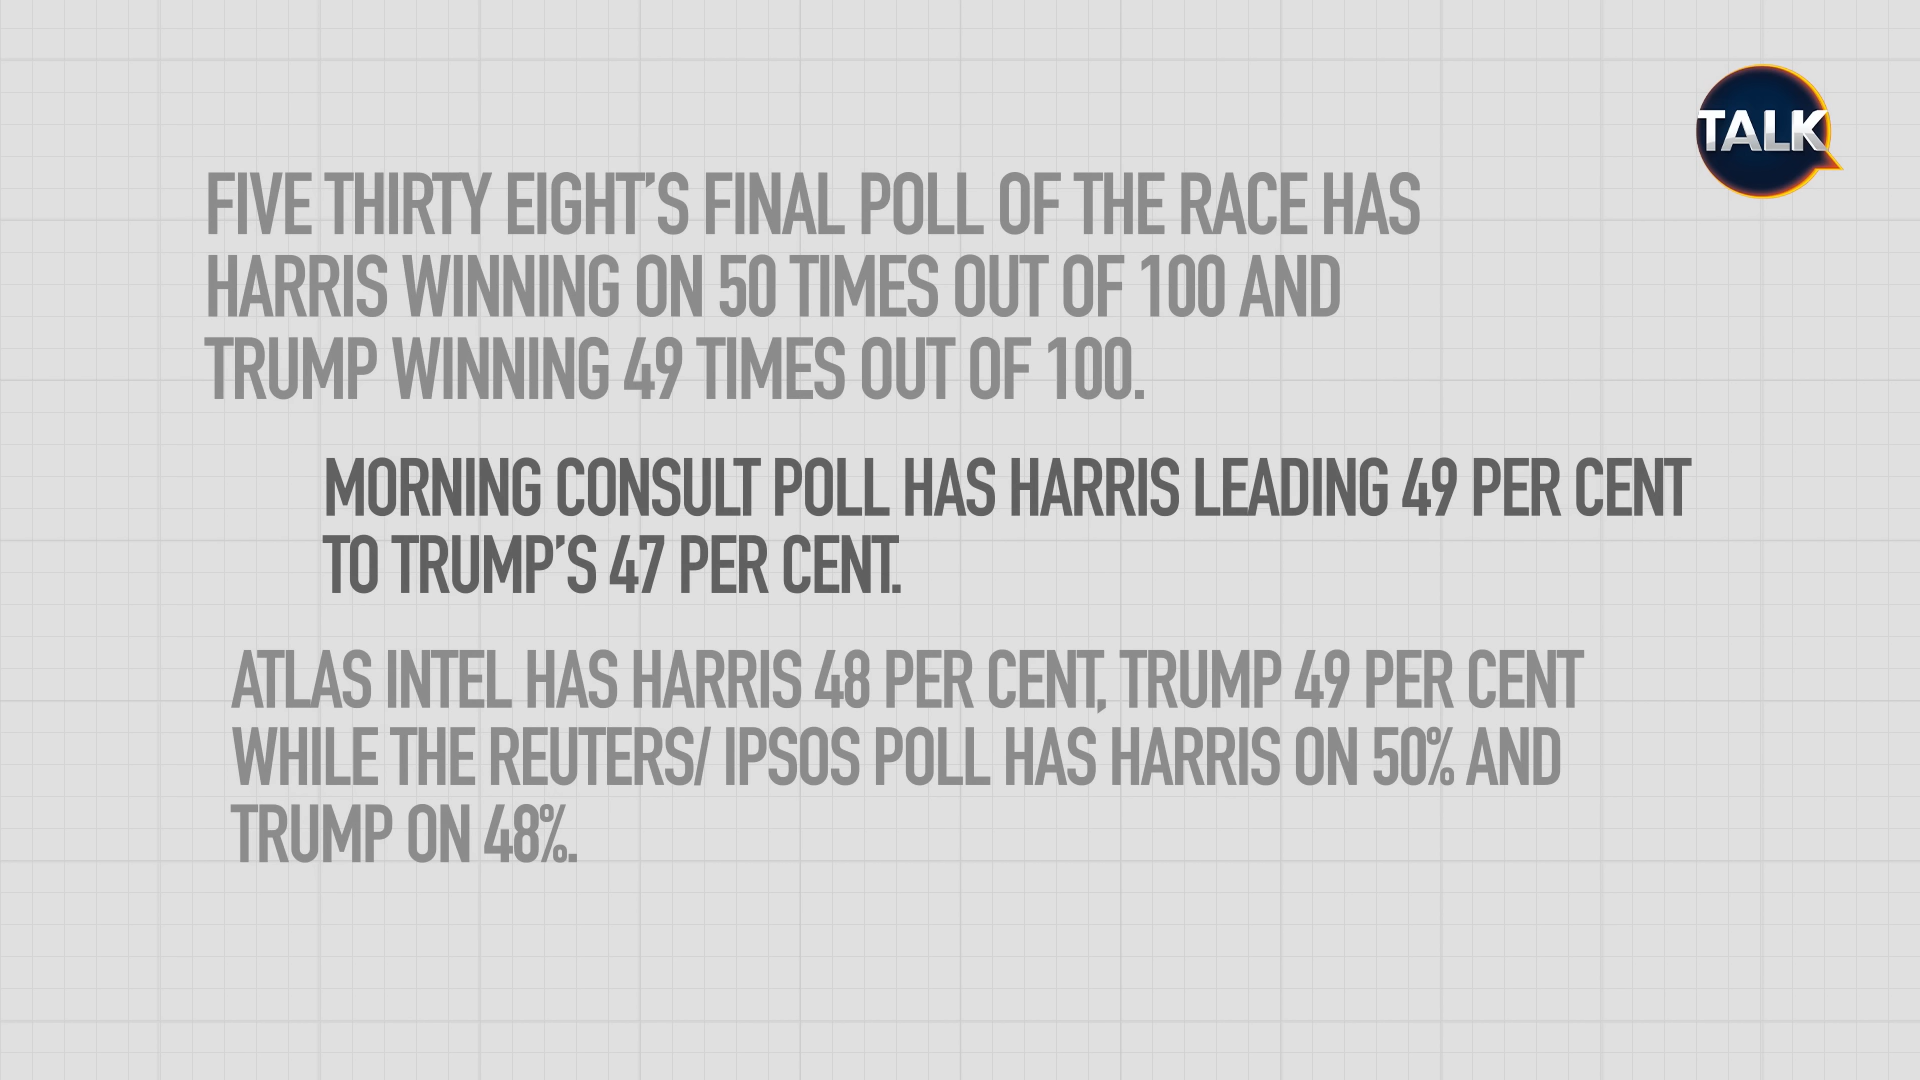 TALK
FIVE THIRTY EIGHT'S FINAL POLL OF THE RACE HAS
HARRIS WINNING ON 50 TIMES OUT OF 100 AND
TRUMP WINNING 49 TIMES OUT OF 100.
MORNING CONSULT POLL HAS HARRIS LEADING 49 PER CENT
TO TRUMP'S 47 PER CENT.
ATLAS INTEL HAS HARRIS 48 PER CENT, TRUMP 49 PER CENT
WHILE THE REUTERS/ IPSOS POLL HAS HARRIS ON 50% AND
TRUMP ON 48%.